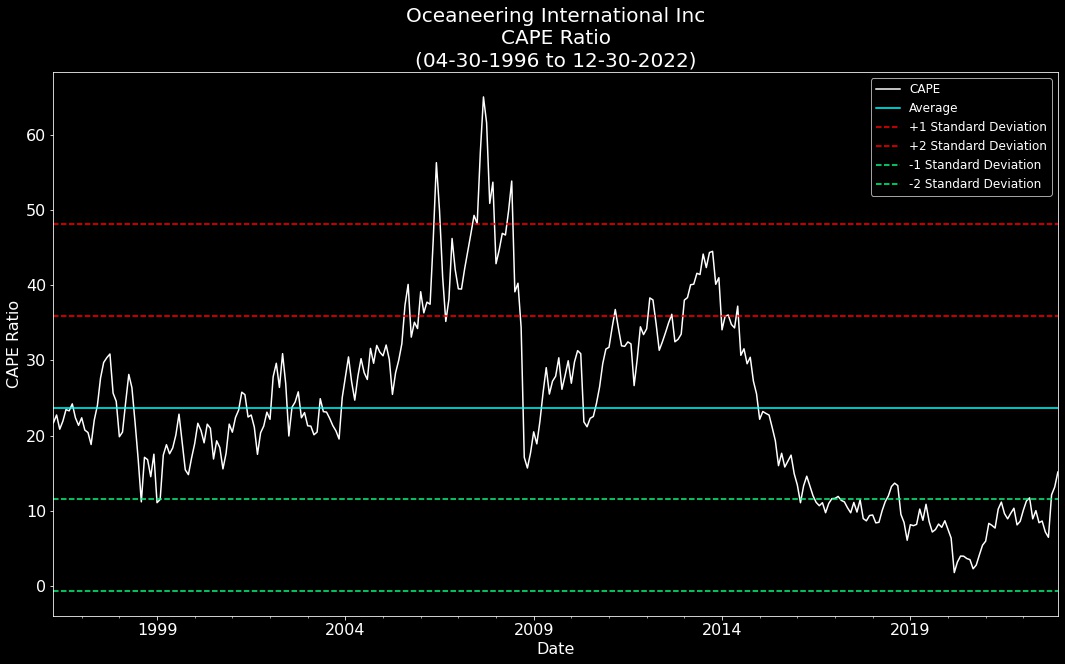 Oceaneering International Inc
CAPE Ratio
(04-30-1996 to 12-30-2022)
CAPE
Average
+1 Standard Deviation
+2 Standard Deviation
-1 Standard Deviation
-2 Standard Deviation
CAPE Ratio
60
50
40
30
20
10
0
1999 2004 2009 2014 2019
Date